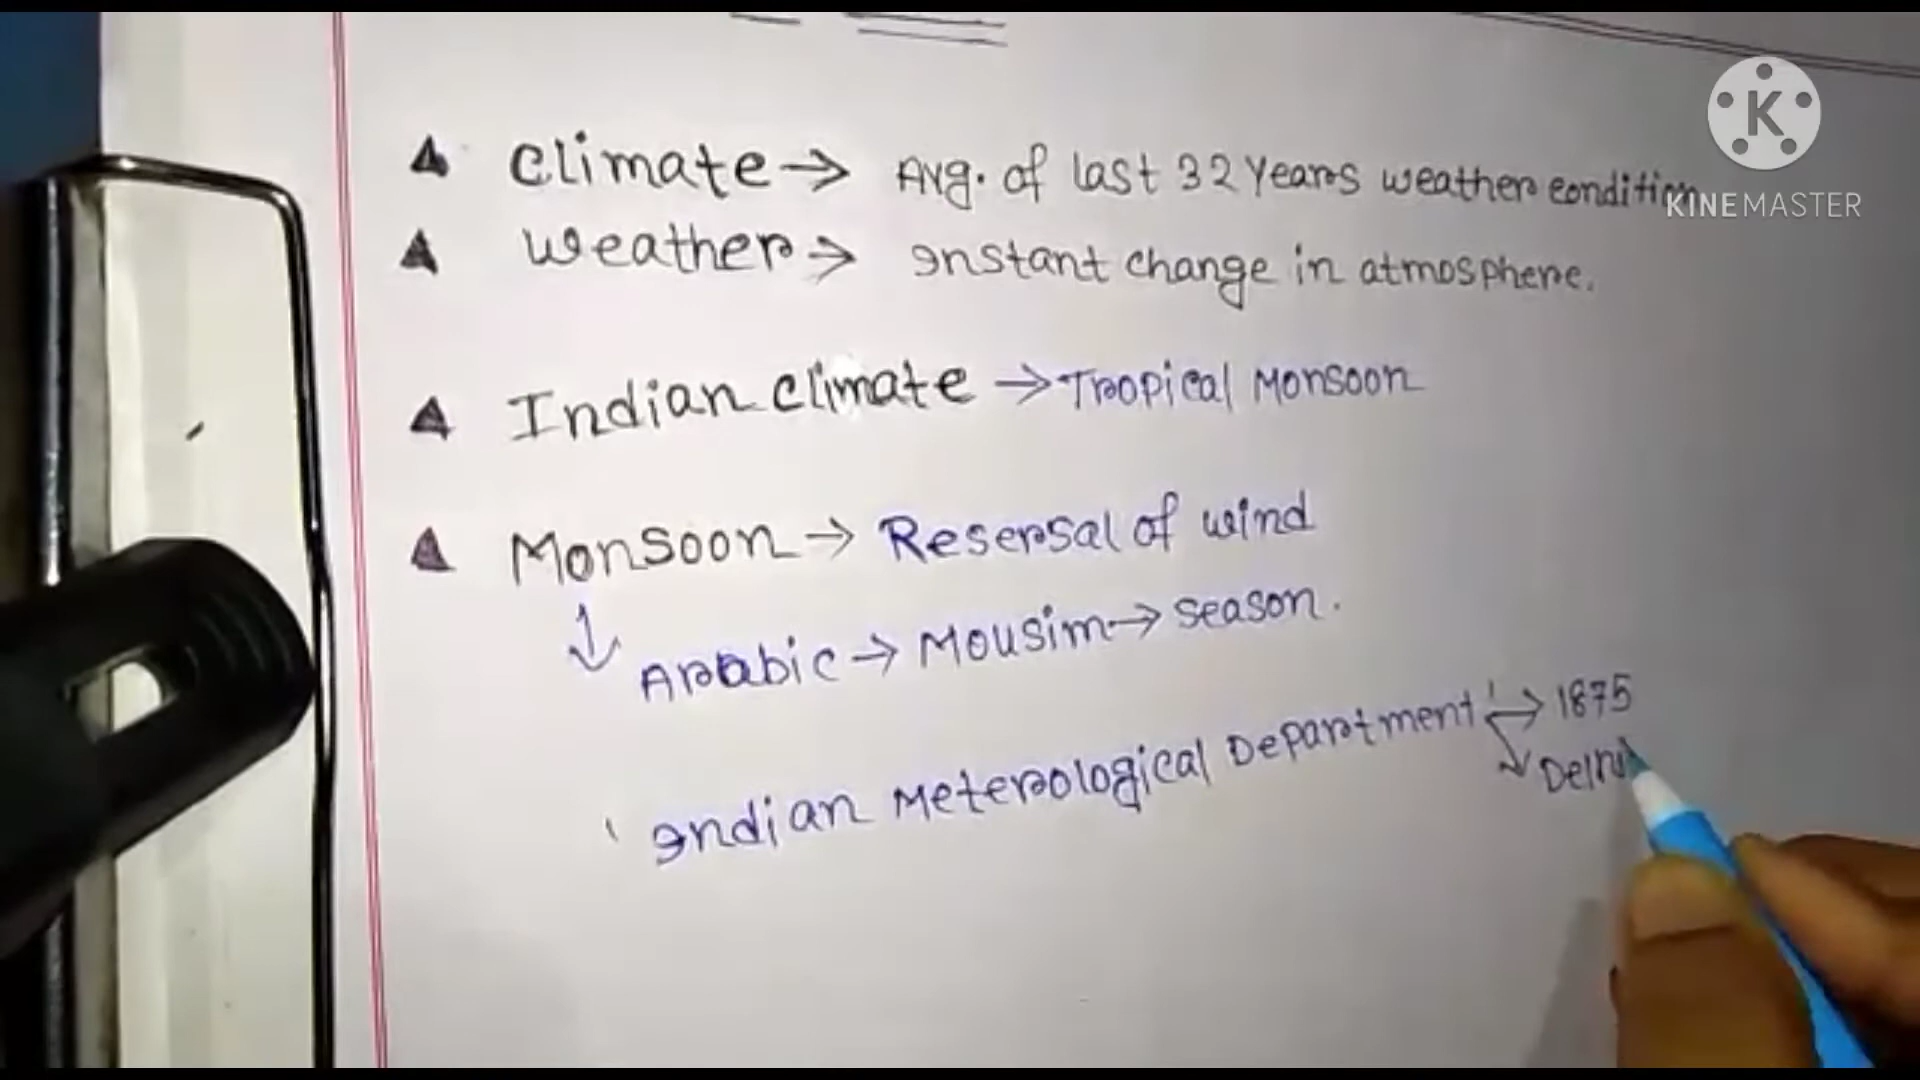 Climate → Avg. of last 32 Years weather condition
K
KINEMASTER
weather → Instant change in atmosphere.
Indian climate → Tropical Monsoon
Monsoon → Resersal of wind
↓ Arabic → Mousim → season.
Indian Meterological Department → 1875
Delhi